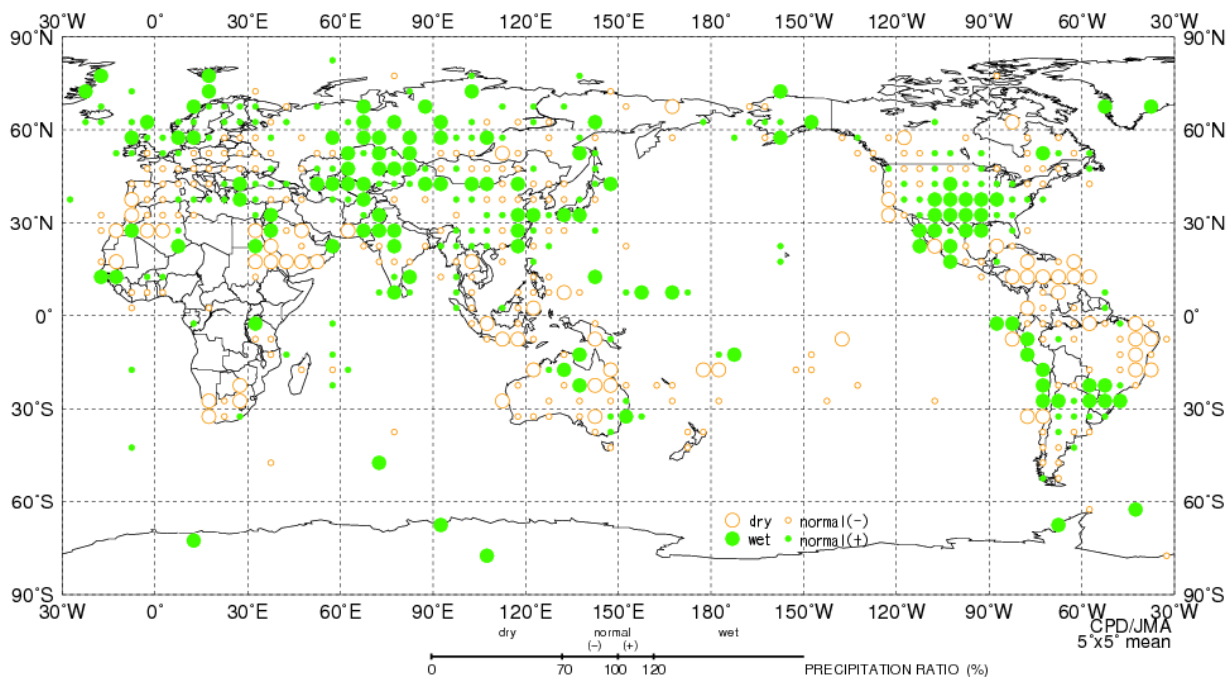 30˚W 0˚ 30˚E 60˚E 90˚E 120˚E 150˚E 180˚ 150˚W 120˚W 90˚W 60˚W 30˚W
90˚N 90˚N
60˚N 60˚N
30˚N 30˚N
0˚ 0˚
30˚S 30˚S
60˚S 60˚S
dry normal(-)
wet normal(+)
90˚S 90˚S
30˚W 0˚ 30˚E 60˚E 90˚E 120˚E 150˚E 180˚ 150˚W 120˚W 90˚W 60˚W 30˚W
CPD/JMA
5˚x5˚ mean
dry normal wet
(-) (+)
0 70 100 120 PRECIPITATION RATIO (%)